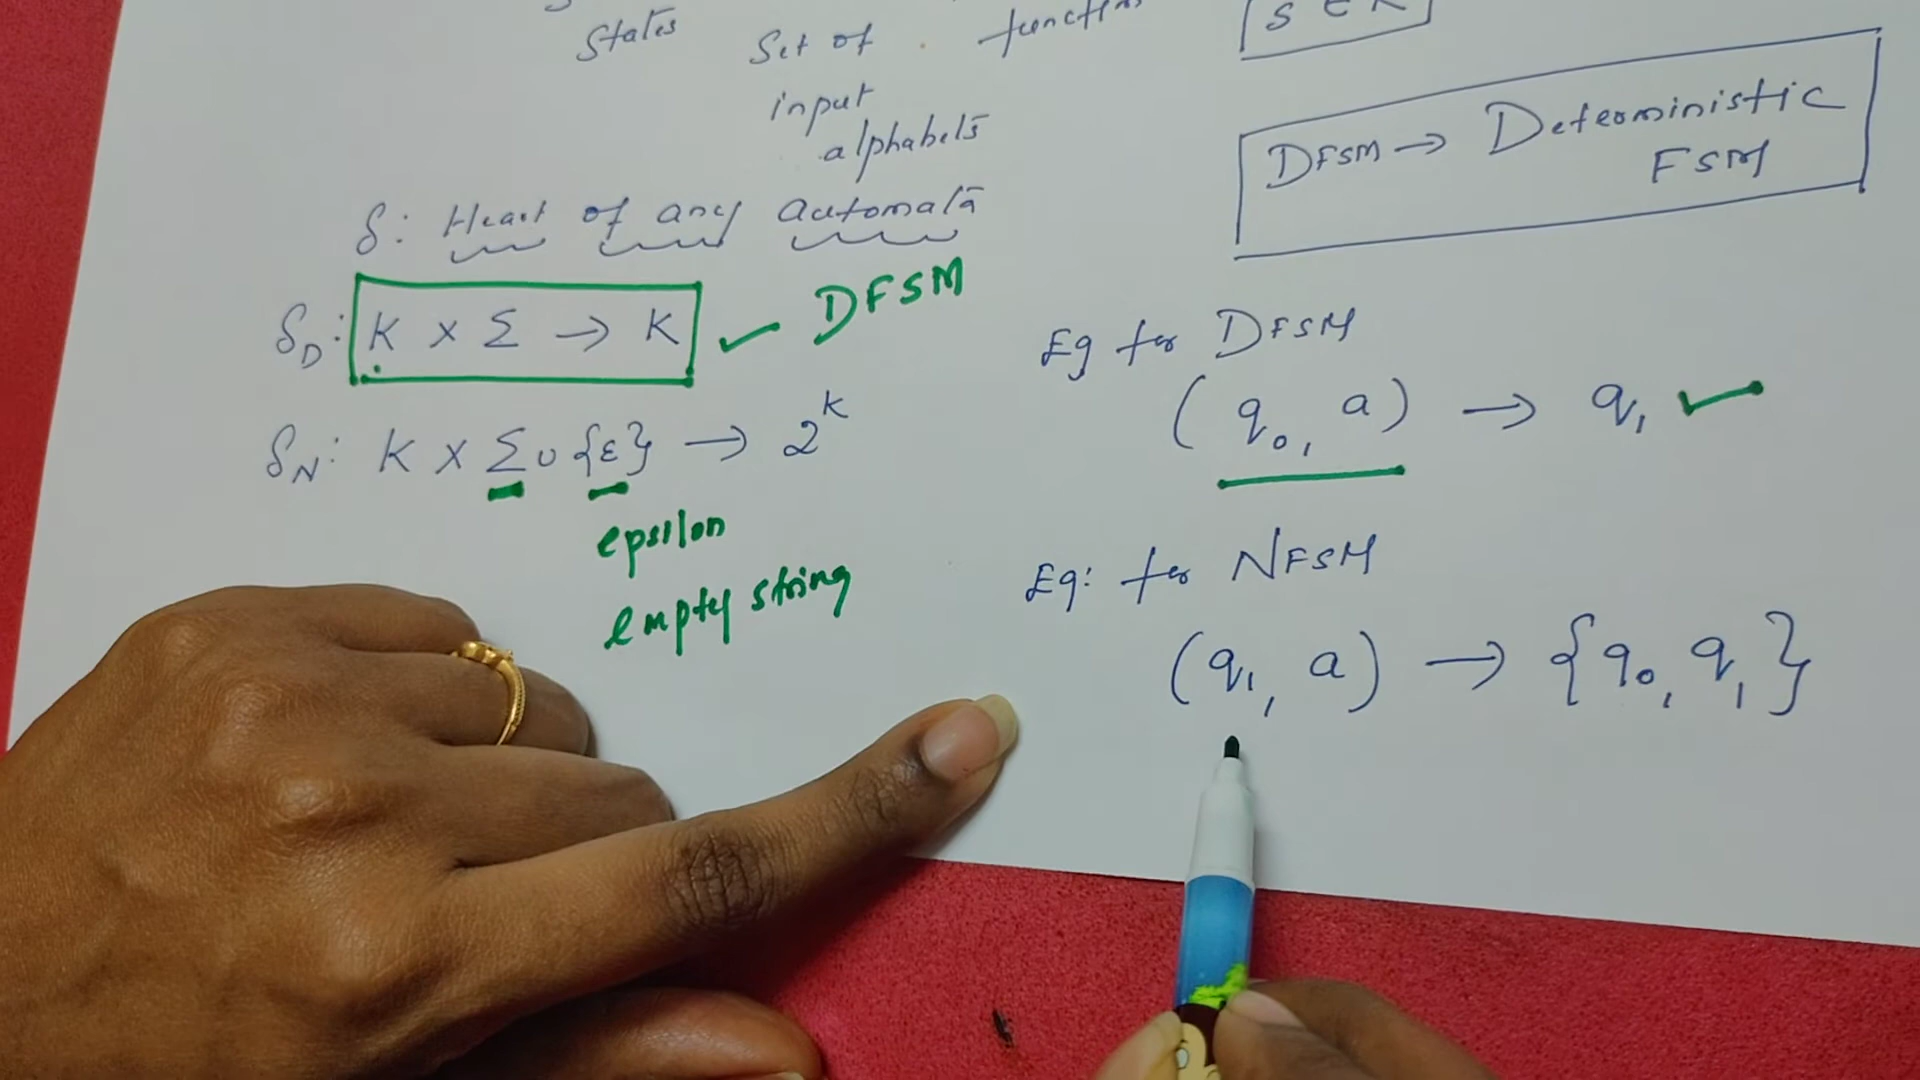 States
Set of
function
input
alphabets
S E K
DFSM → Deterministic
FSM
δ: Heart of any automata
δD: K x Σ → K
DFSM
δN: K x Σ ∪ {ε} → 2^K
epsilon
empty string
Eg for DFSM
(q0, a) → q1
Eg: for NFSM
(q1, a) → {q0, q1}